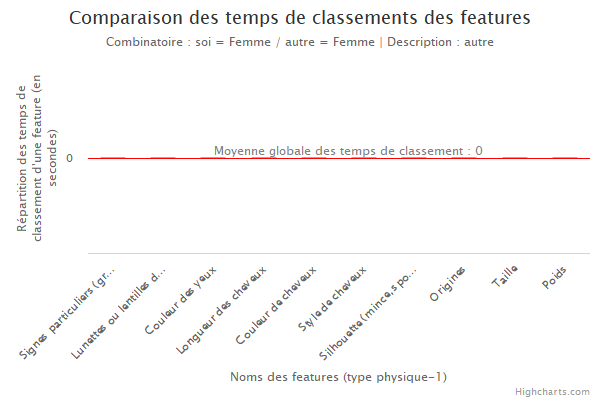 Comparaison des temps de classements des features
Combinatoire : soi = Femme / autre = Femme | Description : autre
Répartition des temps de
classement d'une feature (en
secondes)
0
Moyenne globale des temps de classement : 0
Signes particuliers (gr...
Lunettes ou lentilles d...
Couleur des yeux
Longueur des cheveux
Couleur de cheveux
Style de cheveux
Silhouette (mince,s po...
Origines
Taille
Poids
Noms des features (type physique-1)
Highcharts.com